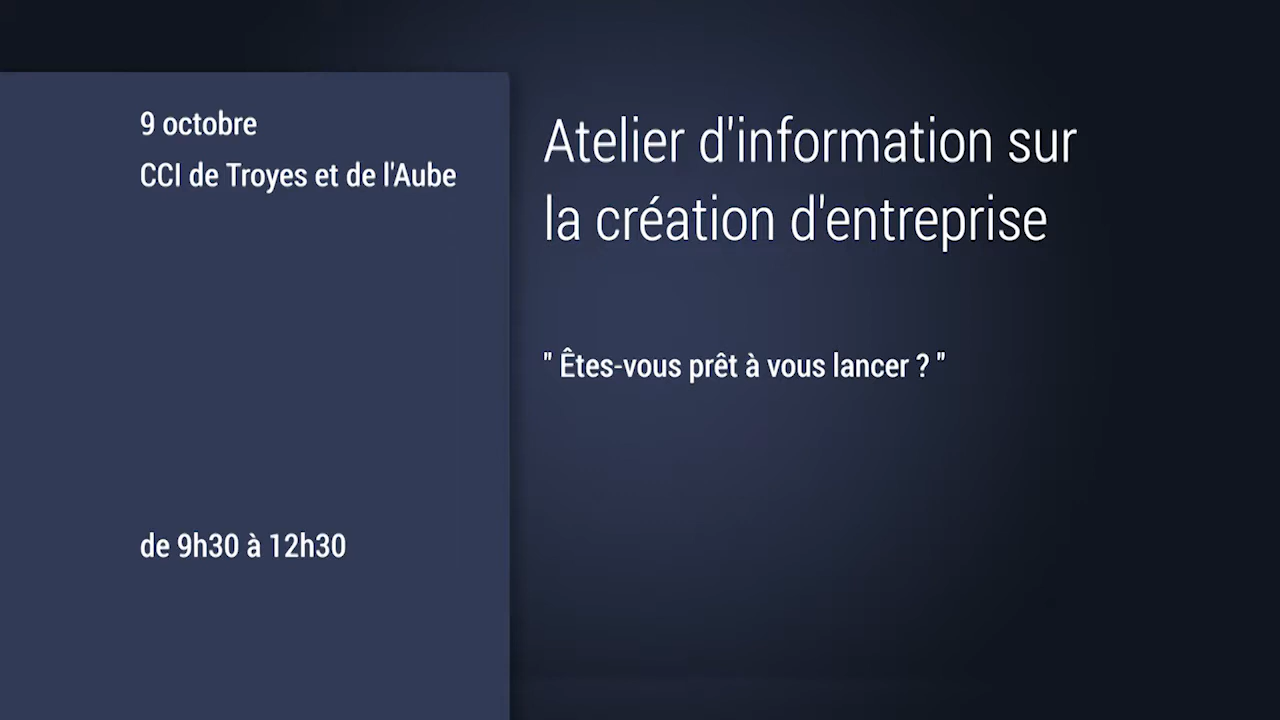 9 octobre
CCI de Troyes et de l'Aube
de 9h30 à 12h30
Atelier d'information sur
la création d'entreprise
" Êtes-vous prêt à vous lancer ? "